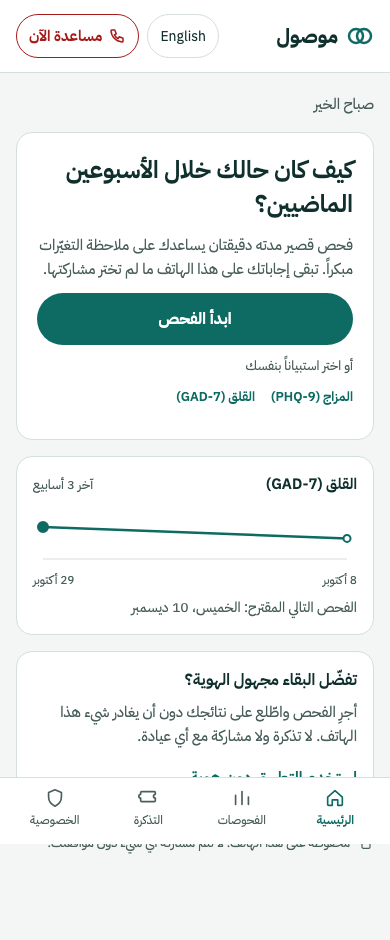 موصول
English
مساعدة الآن
صباح الخير
كيف كان حالك خلال الأسبوعين
الماضيين؟
فحص قصير مدته دقيقتان يساعدك على ملاحظة التغيّرات
مبكراً. تبقى إجاباتك على هذا الهاتف ما لم تختر مشاركتها.
ابدأ الفحص
أو اختر استبياناً بنفسك
المزاج (PHQ-9) القلق (GAD-7)
القلق (GAD-7)
آخر 3 أسابيع
8 أكتوبر
29 أكتوبر
الفحص التالي المقترح: الخميس، 10 ديسمبر
تفضّل البقاء مجهول الهوية؟
أجرِ الفحص واطّلع على نتائجك دون أن يغادر شيء هذا
الهاتف. لا تذكرة ولا مشاركة مع أي عيادة.
الرئيسية
الفحوصات
التذكرة
الخصوصية